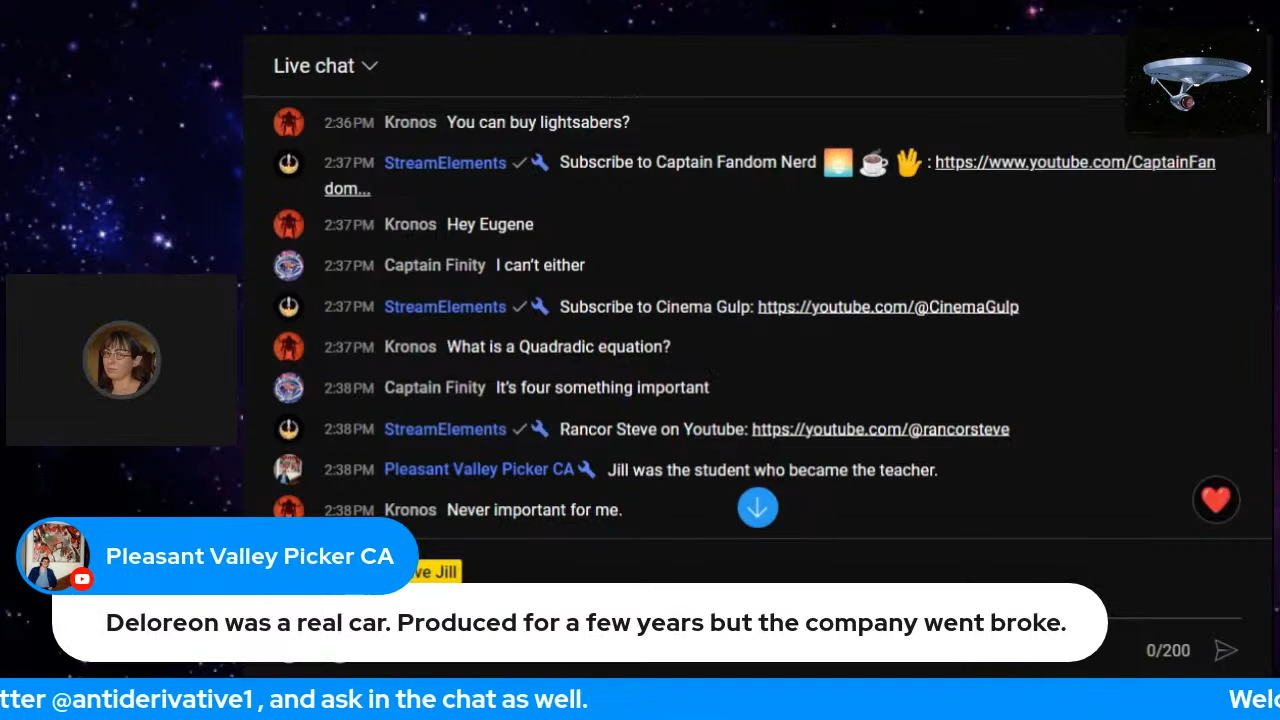 Live chat
2:36PM Kronos You can buy lightsabers?
2:37PM StreamElements Subscribe to Captain Fandom Nerd 🌅 ☕ 🖖 : https://www.youtube.com/CaptainFan
dom...
2:37PM Kronos Hey Eugene
2:37PM Captain Finity I can't either
2:37PM StreamElements Subscribe to Cinema Gulp: https://youtube.com/@CinemaGulp
2:37PM Kronos What is a Quadradic equation?
2:38PM Captain Finity It's four something important
2:38PM StreamElements Rancor Steve on Youtube: https://youtube.com/@rancorsteve
2:38PM Pleasant Valley Picker CA Jill was the student who became the teacher.
2:38PM Kronos Never important for me.
Pleasant Valley Picker CA
ve Jill
Deloreon was a real car. Produced for a few years but the company went broke.
0/200
tter @antiderivative1 , and ask in the chat as well.
Welc